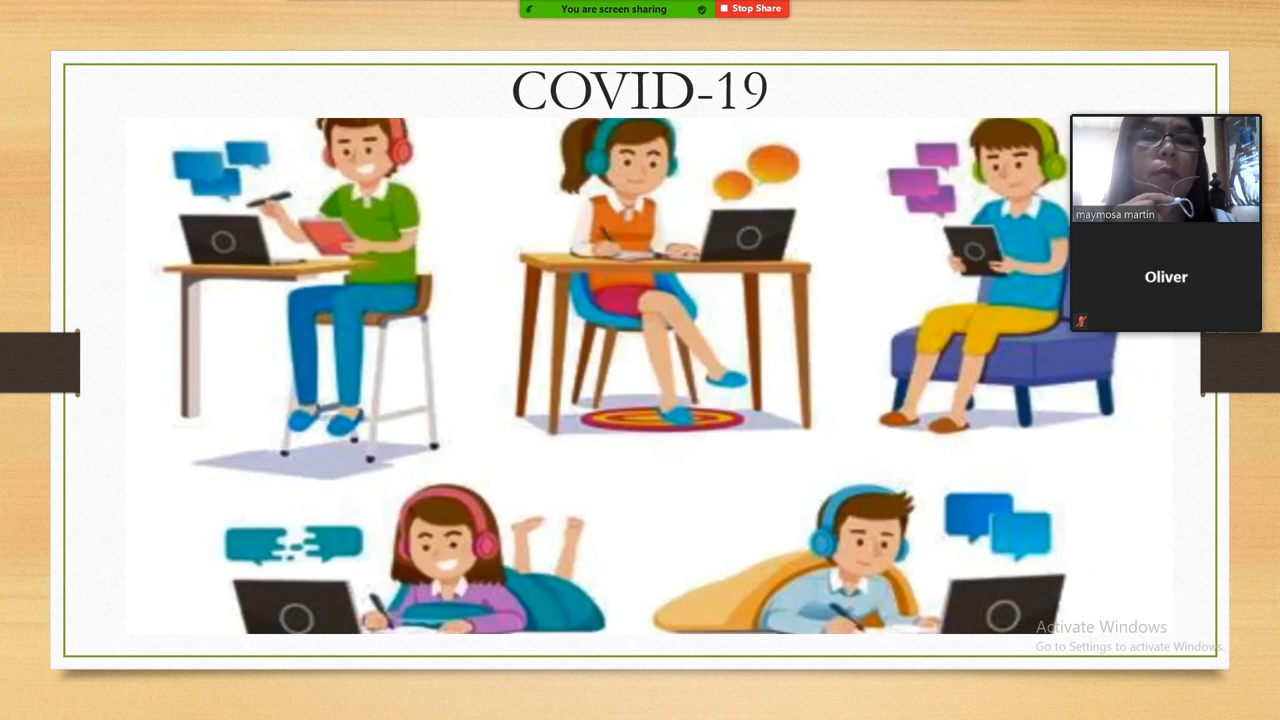 You are screen sharing
Stop Share
COVID-19
maymosa martin
Oliver
Activate Windows
Go to Settings to activate Windows.